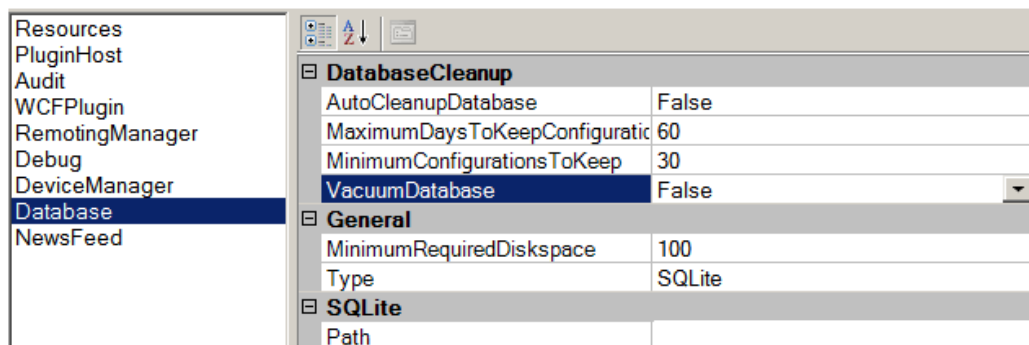 Resources
PluginHost
Audit
WCFPlugin
RemotingManager
Debug
DeviceManager
Database
NewsFeed
DatabaseCleanup
AutoCleanupDatabase False
MaximumDaysToKeepConfiguratic 60
MinimumConfigurationsToKeep 30
VacuumDatabase False
General
MinimumRequiredDiskspace 100
Type SQLite
SQLite
Path